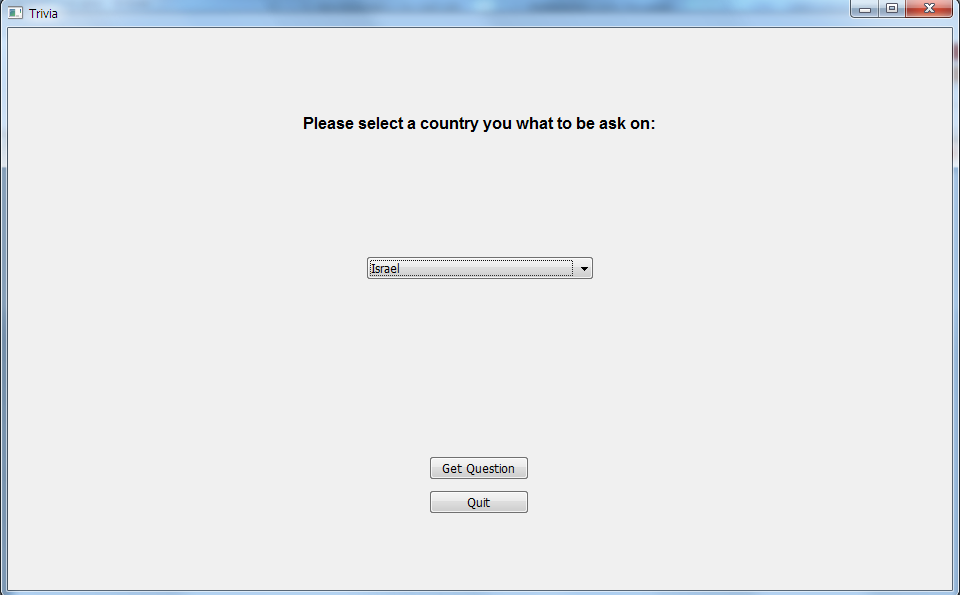 Trivia
Please select a country you what to be ask on:
Israel
Get Question
Quit